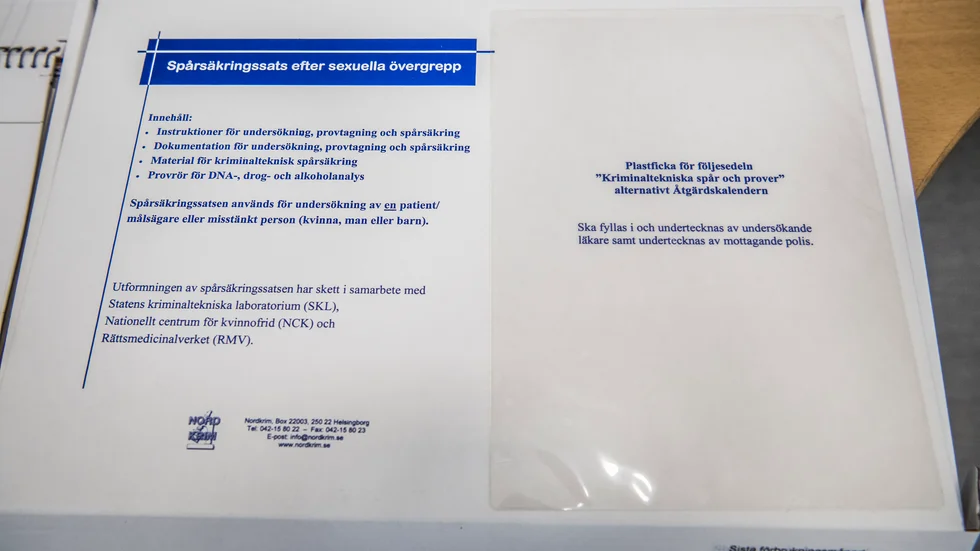 Spårsäkringssats efter sexuella övergrepp
Innehåll:
• Instruktioner för undersökning, provtagning och spårsäkring
• Dokumentation för undersökning, provtagning och spårsäkring
• Material för kriminalteknisk spårsäkring
• Provrör för DNA-, drog- och alkoholanalys
Spårsäkringssatsen används för undersökning av en patient/
målsägare eller misstänkt person (kvinna, man eller barn).
Utformningen av spårsäkringssatsen har skett i samarbete med
Statens kriminaltekniska laboratorium (SKL),
Nationellt centrum för kvinnofrid (NCK) och
Rättsmedicinalverket (RMV).
NORD
KRIM
Nordkrim, Box 22003, 250 22 Helsingborg
Tel: 042-15 80 22 – Fax: 042-15 80 23
E-post: info@nordkrim.se
www.nordkrim.se
Plastficka för följesedeln
”Kriminaltekniska spår och prover”
alternativt Åtgärdskalendern
Ska fyllas i och undertecknas av undersökande
läkare samt undertecknas av mottagande polis.
Sista